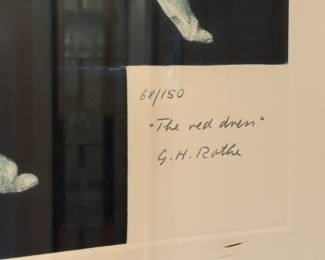 68/150
"The red dress"
G.H. Rothe